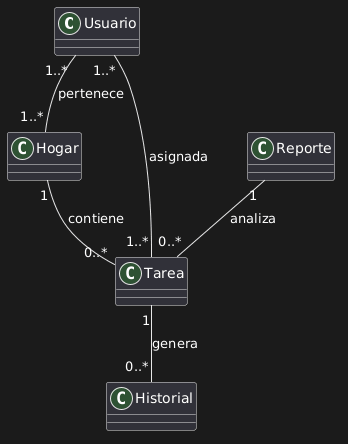 C Usuario
1..*
1..*
pertenece
1..*
C Hogar
C Reporte
asignada
1
1
contiene
analiza
0..*
1..*
0..*
C Tarea
1
genera
0..*
C Historial